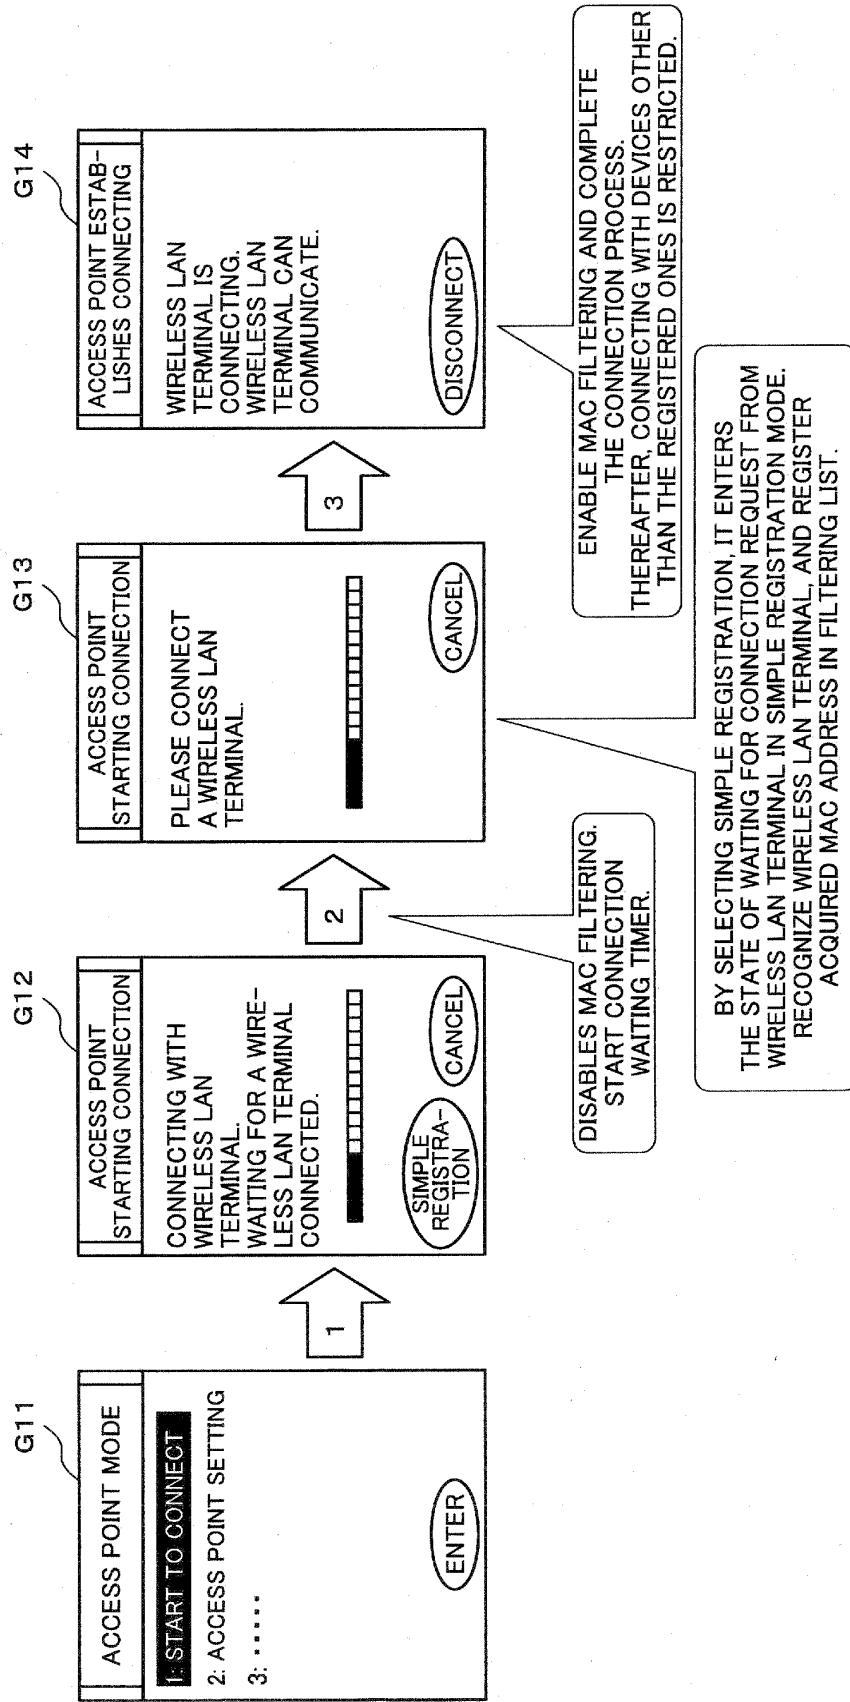 G11
ACCESS POINT MODE
1: START TO CONNECT
2: ACCESS POINT SETTING
3: .....
ENTER
1
G12
ACCESS POINT
STARTING CONNECTION
CONNECTING WITH
WIRELESS LAN
TERMINAL.
WAITING FOR A WIRE-
LESS LAN TERMINAL
CONNECTED.
SIMPLE
REGISTRA-
TION
CANCEL
2
DISABLES MAC FILTERING.
START CONNECTION
WAITING TIMER.
G13
ACCESS POINT
STARTING CONNECTION
PLEASE CONNECT
A WIRELESS LAN
TERMINAL.
CANCEL
BY SELECTING SIMPLE REGISTRATION, IT ENTERS
THE STATE OF WAITING FOR CONNECTION REQUEST FROM
WIRELESS LAN TERMINAL IN SIMPLE REGISTRATION MODE.
RECOGNIZE WIRELESS LAN TERMINAL, AND REGISTER
ACQUIRED MAC ADDRESS IN FILTERING LIST.
3
G14
ACCESS POINT ESTAB-
LISHES CONNECTING
WIRELESS LAN
TERMINAL IS
CONNECTING.
WIRELESS LAN
TERMINAL CAN
COMMUNICATE.
DISCONNECT
ENABLE MAC FILTERING AND COMPLETE
THE CONNECTION PROCESS.
THEREAFTER, CONNECTING WITH DEVICES OTHER
THAN THE REGISTERED ONES IS RESTRICTED.